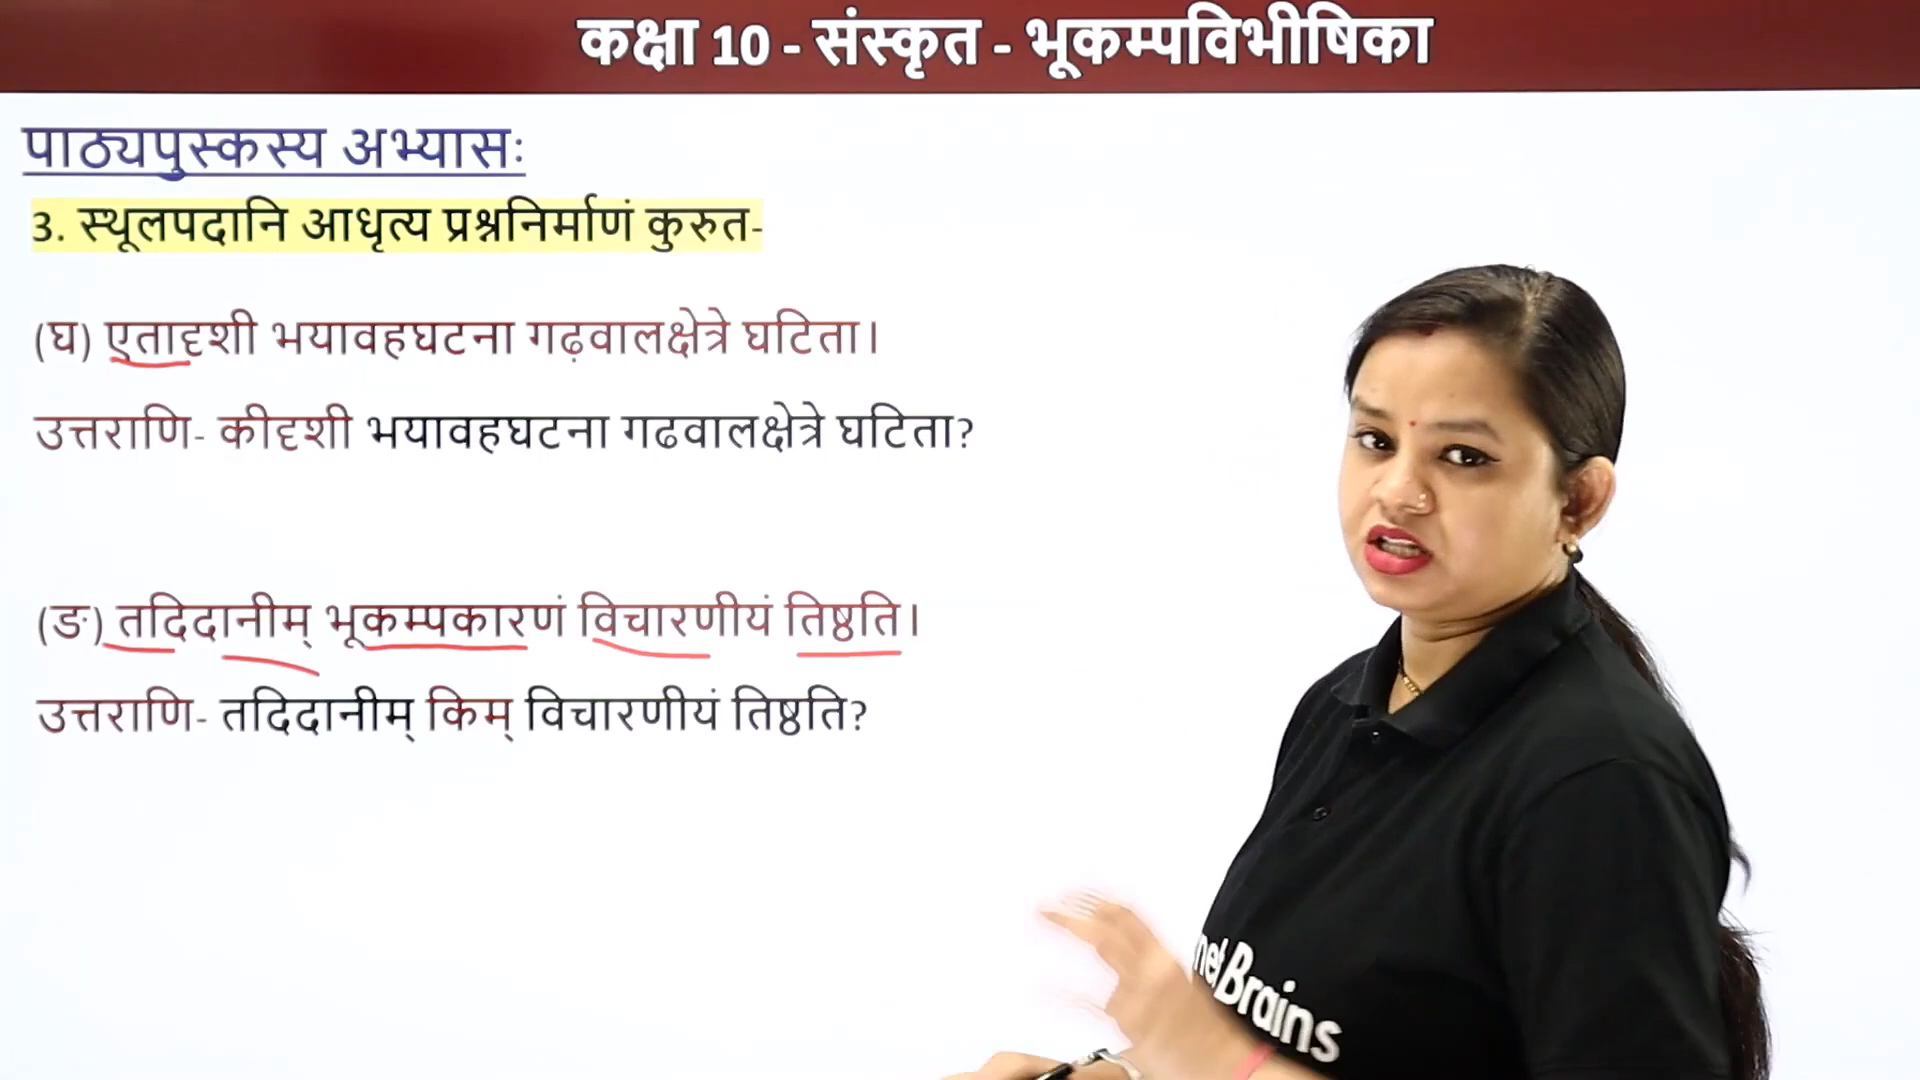 कक्षा 10 - संस्कृत - भूकम्पविभीषिका
पाठ्यपुस्कस्य अभ्यासः
3. स्थूलपदानि आधृत्य प्रश्ननिर्माणं कुरुत-
(घ) एतादृशी भयावहघटना गढ़वालक्षेत्रे घटिता।
उत्तराणि- कीदृशी भयावहघटना गढवालक्षेत्रे घटिता?
(ङ) तदिदानीम् भूकम्पकारणं विचारणीयं तिष्ठति।
उत्तराणि- तदिदानीम् किम् विचारणीयं तिष्ठति?
Brains